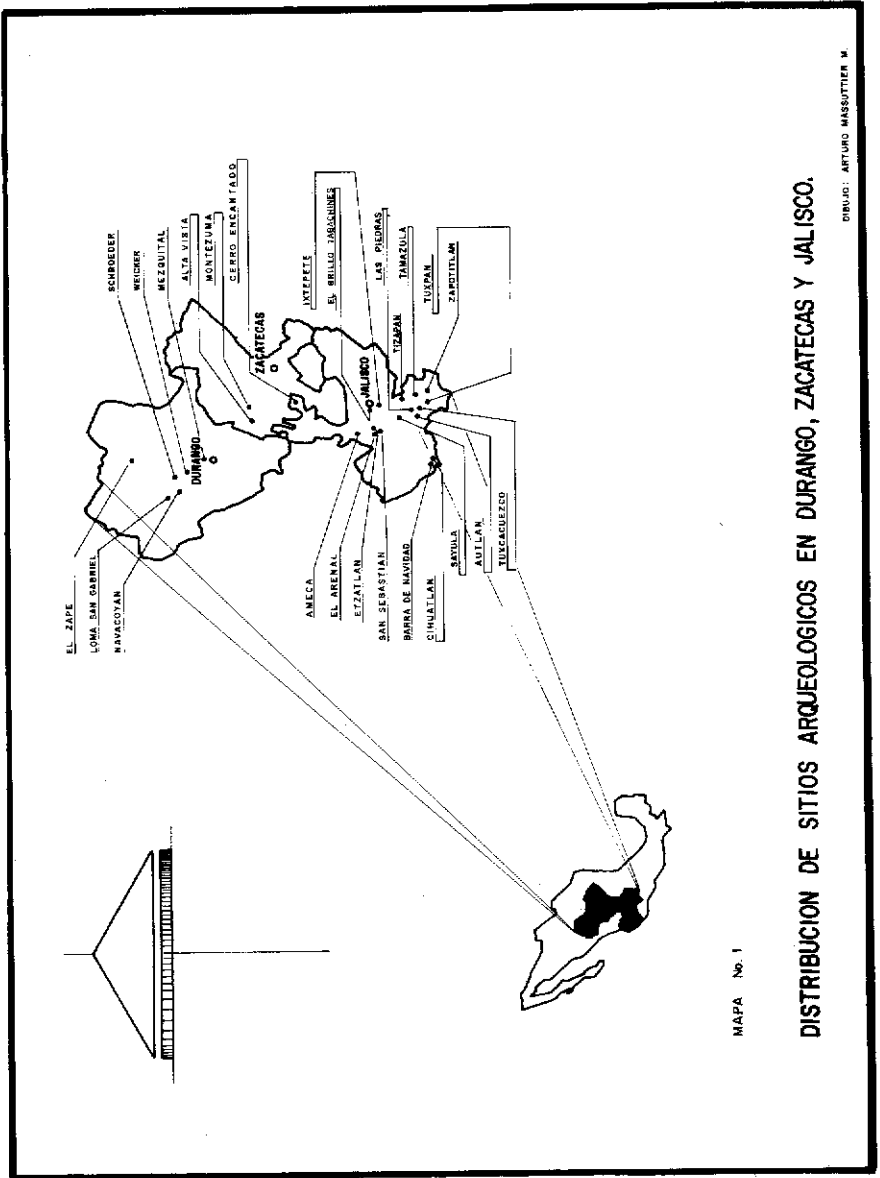 SCHROEDER
WEICKER
MEZQUITAL
ALTA VISTA
MONTEZUMA
CERRO ENCANTADO
IXTEPETE
EL GRILLO TABACHINES
LAS PIEDRAS
TAMAZULA
TUXPAN
ZAPOTITLAN
TIZAPAN
ZACATECAS
JALISCO
DURANGO
EL ZAPE
LOMA SAN GABRIEL
NAVACOYAN
AMECA
EL ARENAL
ETZATLAN
SAN SEBASTIAN
BARRA DE NAVIDAD
CIHUATLAN
SAYULA
AUTLAN
TUXCACUEZCO
MAPA No. 1
DISTRIBUCION DE SITIOS ARQUEOLOGICOS EN DURANGO, ZACATECAS Y JALISCO.
DIBUJO: ARTURO MASSUTTIER M.